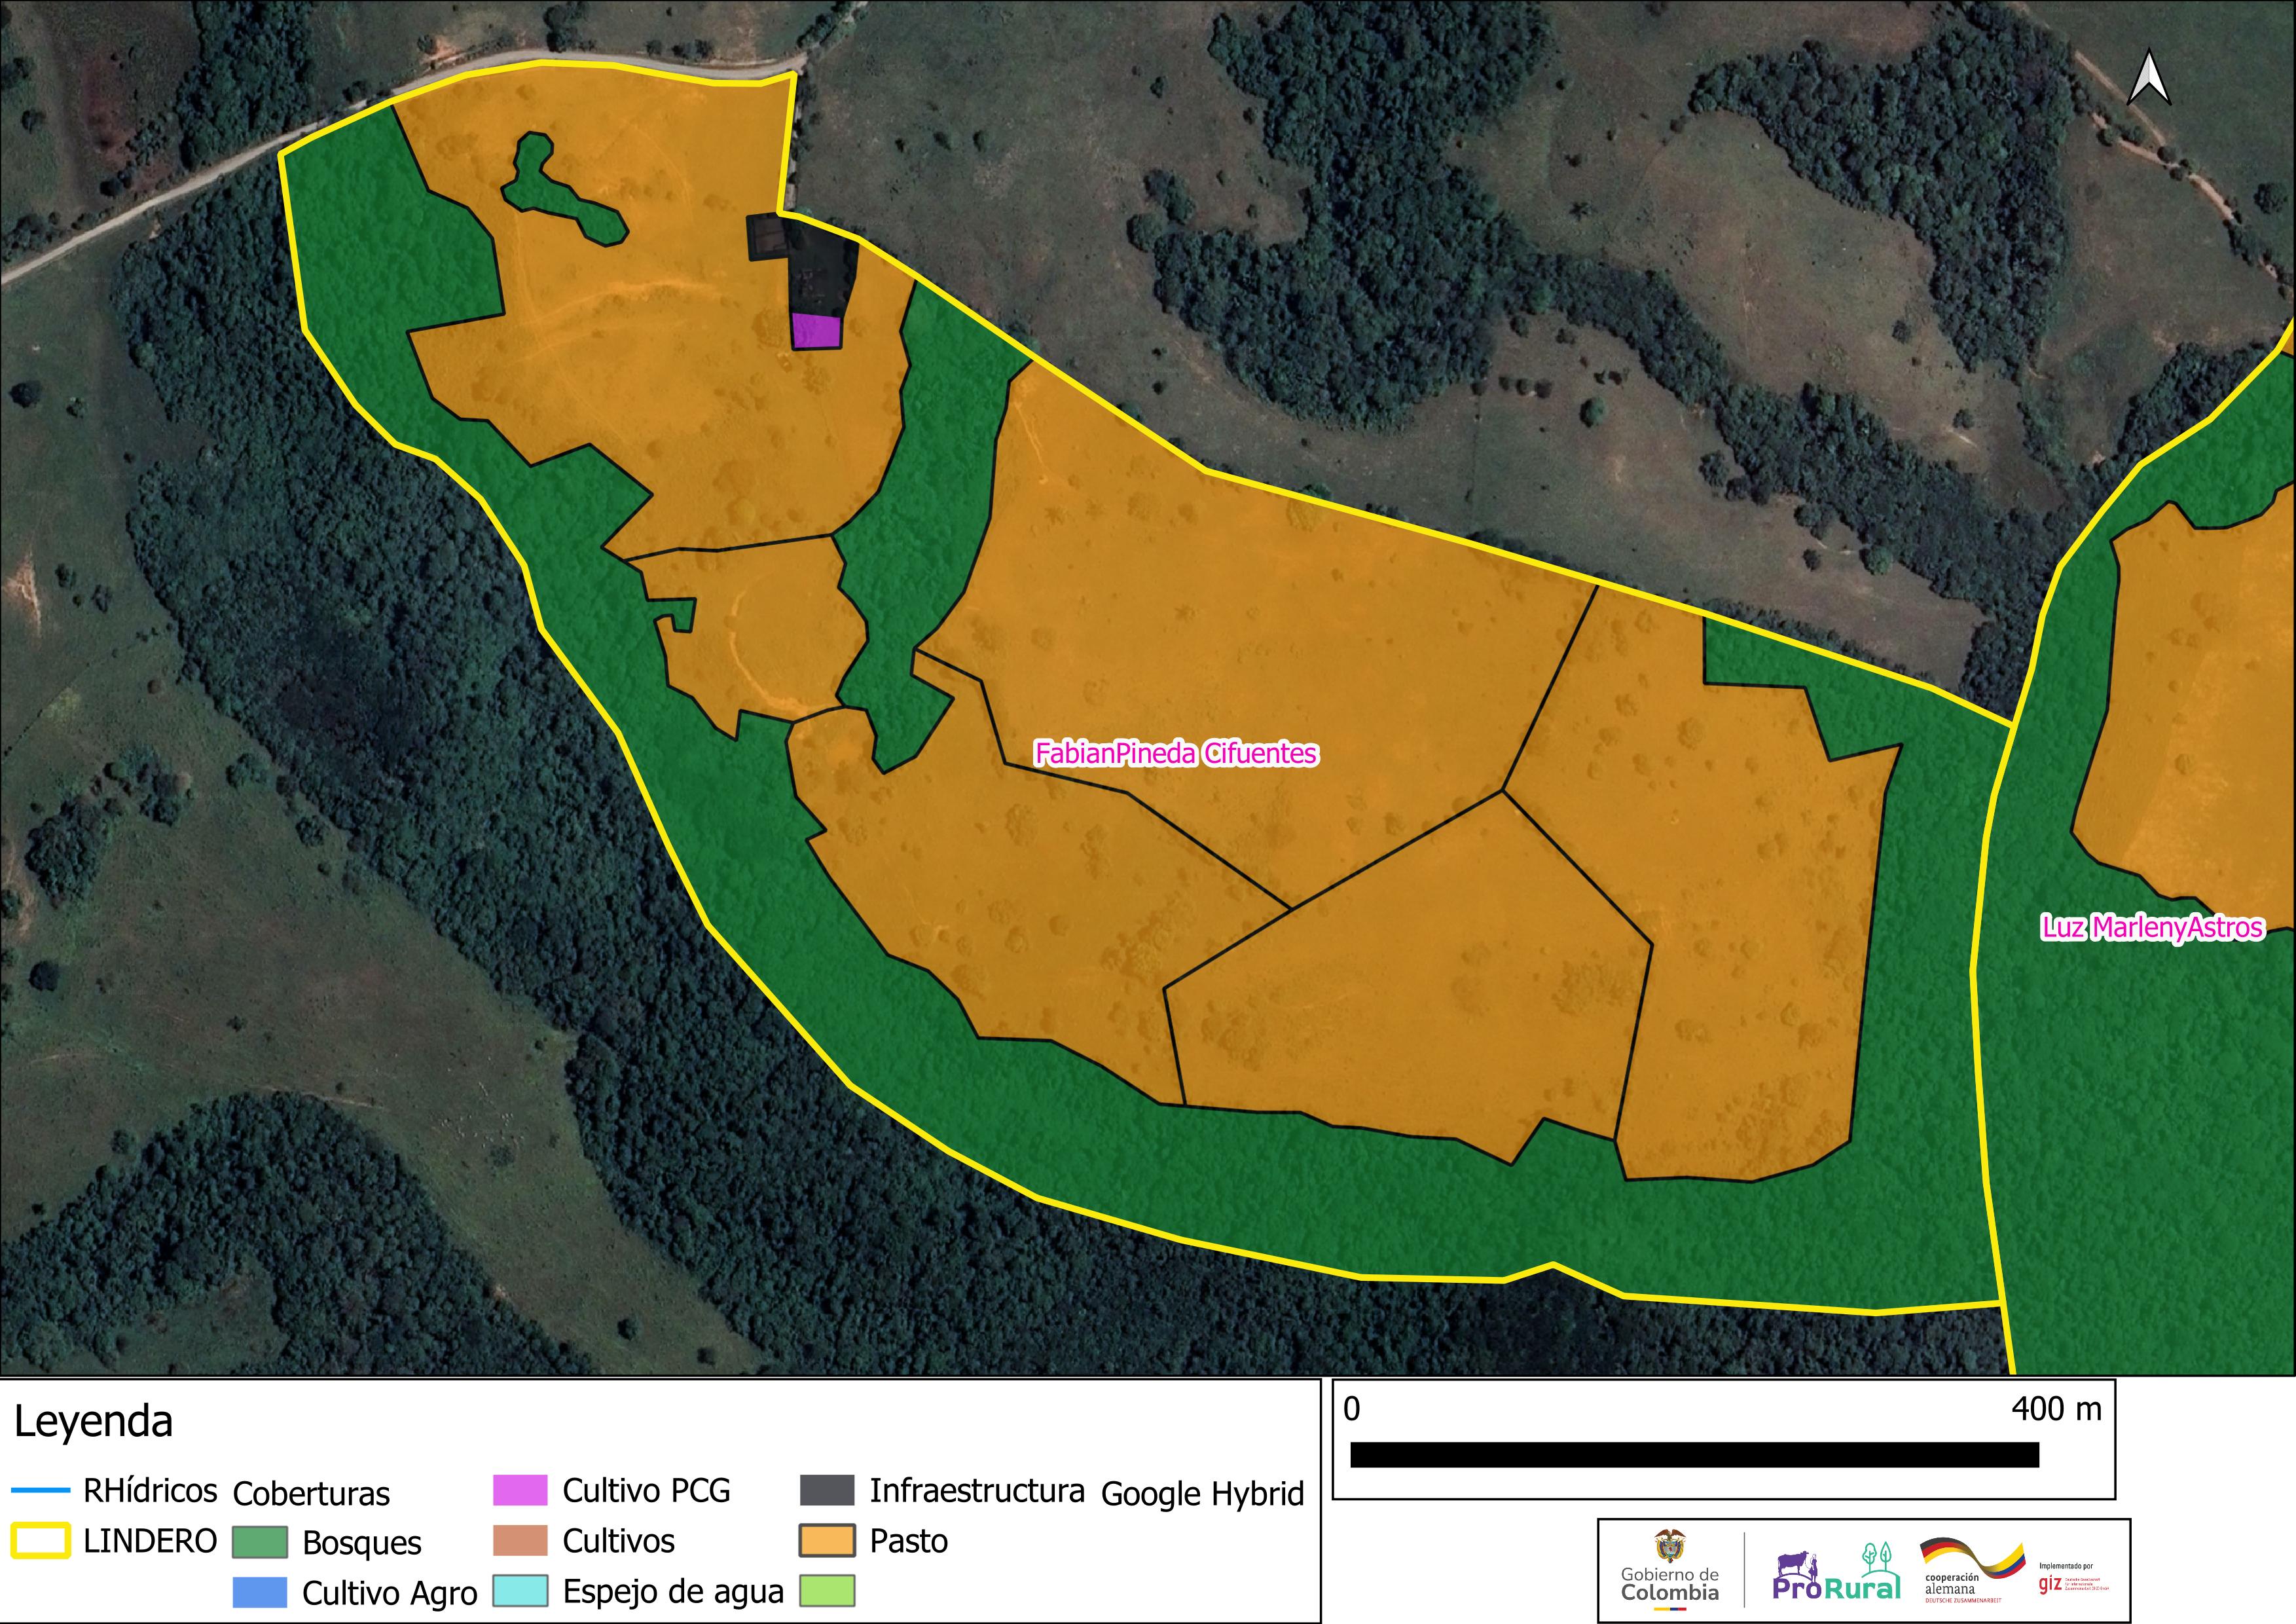 FabianPineda Cifuentes
Luz MarlenyAstros
Leyenda
RHídricos
LINDERO
Coberturas
Bosques
Cultivo Agro
Cultivo PCG
Cultivos
Espejo de agua
Infraestructura
Pasto
Google Hybrid
0 400 m
Gobierno de
Colombia
ProRural
cooperación
alemana
DEUTSCHE ZUSAMMENARBEIT
Implementado por
giz